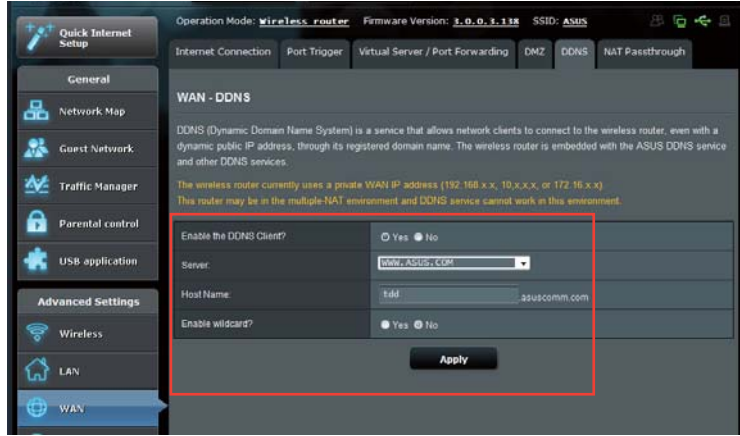 Quick Internet
Setup
Operation Mode: Wireless router Firmware Version: 3.0.0.3.138 SSID: ASUS
Internet Connection Port Trigger Virtual Server / Port Forwarding DMZ DDNS NAT Passthrough
General
Network Map
Guest Network
Traffic Manager
Parental control
USB application
Advanced Settings
Wireless
LAN
WAN
WAN - DDNS
DDNS (Dynamic Domain Name System) is a service that allows network clients to connect to the wireless router, even with a
dynamic public IP address, through its registered domain name. The wireless router is embedded with the ASUS DDNS service
and other DDNS services.
The wireless router currently uses a private WAN IP address (192.168.x.x, 10,x,x,x, or 172.16.x.x)
This router may be in the multiple-NAT environment and DDNS service cannot work in this environment.
Enable the DDNS Client? Yes No
Server: WWW.ASUS.COM
Host Name: tdd .asuscomm.com
Enable wildcard? Yes No
Apply